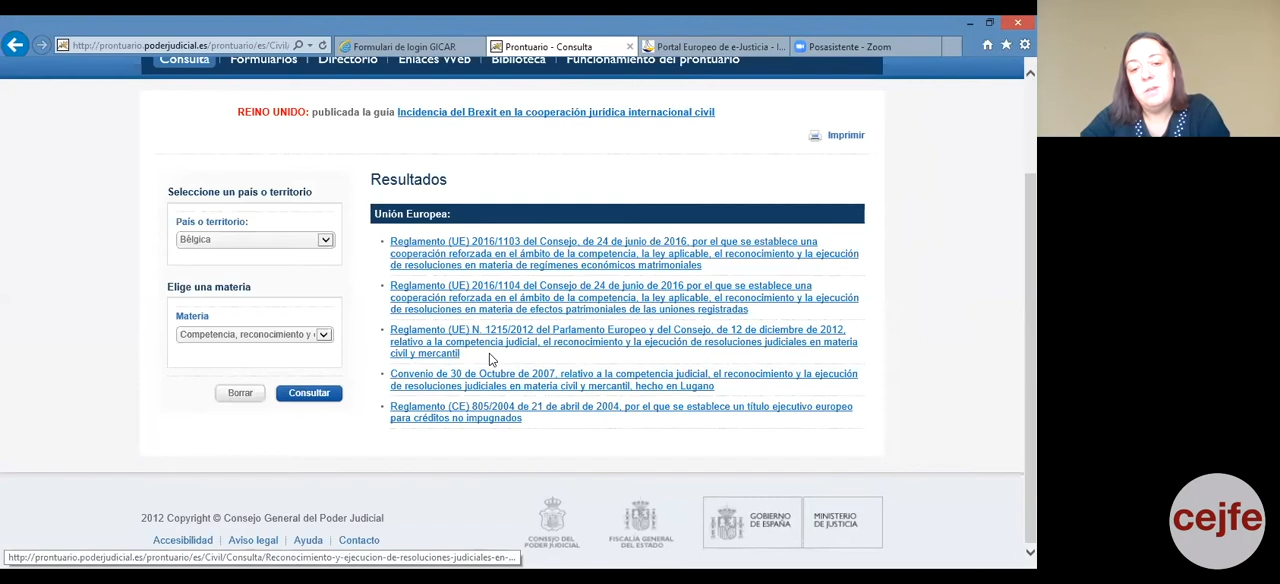 http://prontuario.poderjudicial.es/prontuario/es/Civil/
Formulari de login GICAR
Prontuario - Consulta
Portal Europeo de e-Justicia - I...
Posasistente - Zoom
Consulta Formularios Directorio Enlaces Web Biblioteca Funcionamiento del prontuario
REINO UNIDO: publicada la guía Incidencia del Brexit en la cooperación jurídica internacional civil
Imprimir
Seleccione un país o territorio
País o territorio:
Bélgica
Elige una materia
Materia
Competencia, reconocimiento y
Borrar Consultar
Resultados
Unión Europea:
• Reglamento (UE) 2016/1103 del Consejo, de 24 de junio de 2016, por el que se establece una
cooperación reforzada en el ámbito de la competencia, la ley aplicable, el reconocimiento y la ejecución
de resoluciones en materia de regímenes económicos matrimoniales
• Reglamento (UE) 2016/1104 del Consejo de 24 de junio de 2016 por el que se establece una
cooperación reforzada en el ámbito de la competencia, la ley aplicable, el reconocimiento y la ejecución
de resoluciones en materia de efectos patrimoniales de las uniones registradas
• Reglamento (UE) N. 1215/2012 del Parlamento Europeo y del Consejo, de 12 de diciembre de 2012,
relativo a la competencia judicial, el reconocimiento y la ejecución de resoluciones judiciales en materia
civil y mercantil
• Convenio de 30 de Octubre de 2007, relativo a la competencia judicial, el reconocimiento y la ejecución
de resoluciones judiciales en materia civil y mercantil, hecho en Lugano
• Reglamento (CE) 805/2004 de 21 de abril de 2004, por el que se establece un título ejecutivo europeo
para créditos no impugnados
2012 Copyright © Consejo General del Poder Judicial
Accesibilidad Aviso legal Ayuda Contacto
CONSEJO DEL
PODER JUDICIAL
FISCALÍA GENERAL
DEL ESTADO
GOBIERNO
DE ESPAÑA
MINISTERIO
DE JUSTICIA
http://prontuario.poderjudicial.es/prontuario/es/Civil/Consulta/Reconocimiento-y-ejecucion-de-resoluciones-judiciales-en-...
cejfe